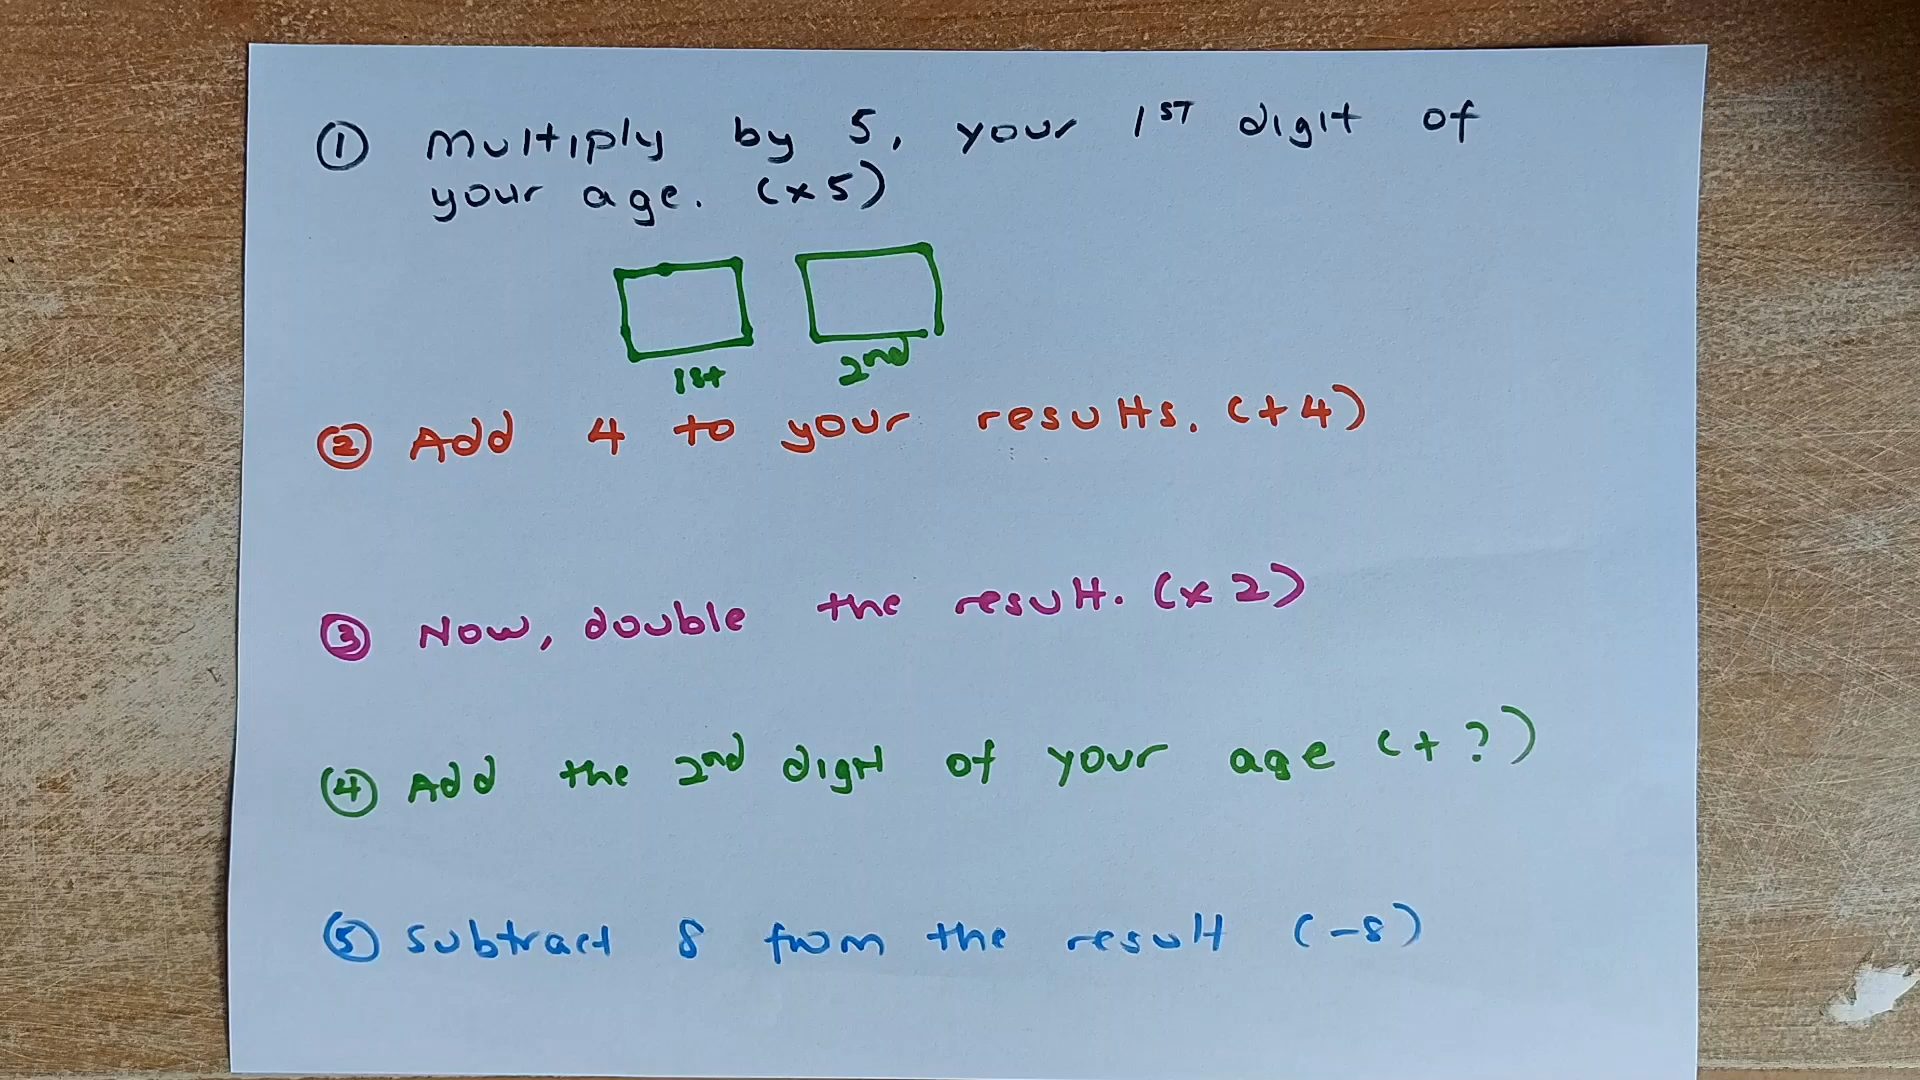 ① Multiply by 5, your 1ST digit of
your age. (×5)
1st 2nd
② Add 4 to your results. (+4)
③ Now, double the result. (×2)
④ Add the 2nd digit of your age (+?)
⑤ subtract 8 from the result (-8)